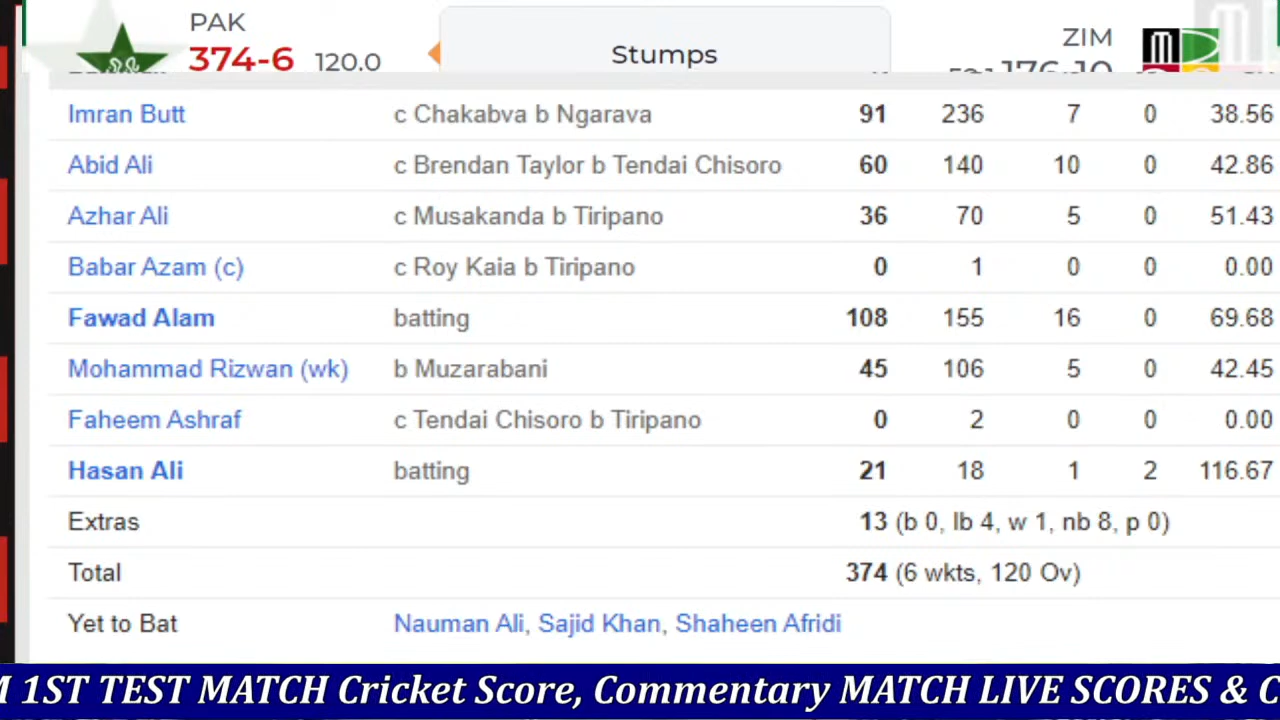 PAK
374-6 120.0
Stumps
ZIM
176-10
Imran Butt c Chakabva b Ngarava 91 236 7 0 38.56
Abid Ali c Brendan Taylor b Tendai Chisoro 60 140 10 0 42.86
Azhar Ali c Musakanda b Tiripano 36 70 5 0 51.43
Babar Azam (c) c Roy Kaia b Tiripano 0 1 0 0 0.00
Fawad Alam batting 108 155 16 0 69.68
Mohammad Rizwan (wk) b Muzarabani 45 106 5 0 42.45
Faheem Ashraf c Tendai Chisoro b Tiripano 0 2 0 0 0.00
Hasan Ali batting 21 18 1 2 116.67
Extras 13 (b 0, lb 4, w 1, nb 8, p 0)
Total 374 (6 wkts, 120 Ov)
Yet to Bat Nauman Ali, Sajid Khan, Shaheen Afridi
M 1ST TEST MATCH Cricket Score, Commentary MATCH LIVE SCORES & C